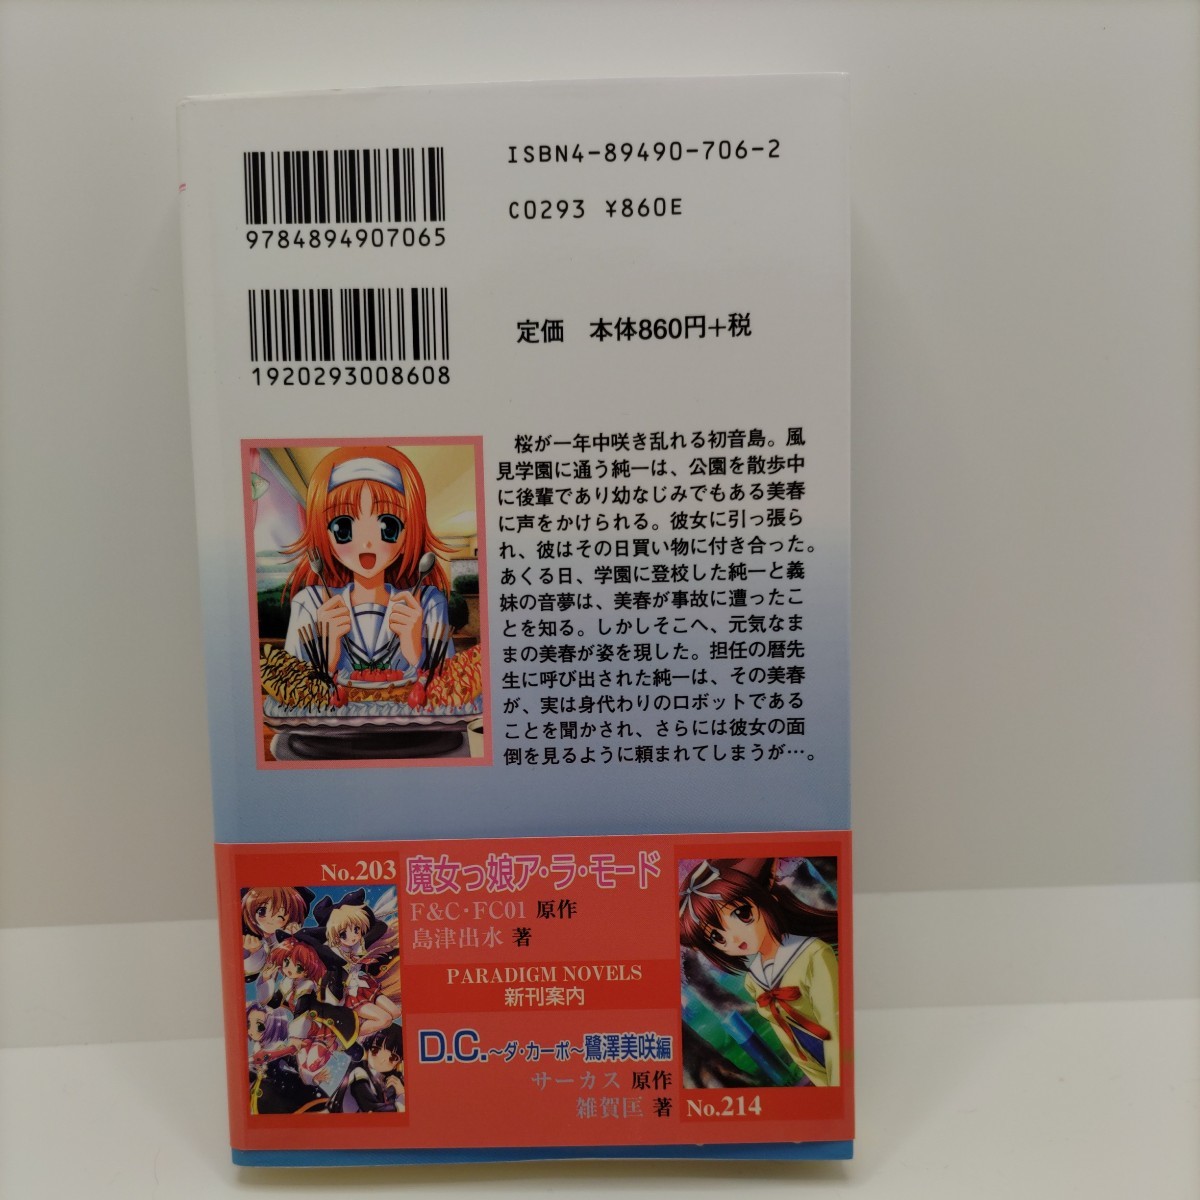 ISBN4-89490-706-2
9784894907065
C0293 ¥860E
1920293008608
定価 本体860円+税
桜が一年中咲き乱れる初音島。風
見学園に通う純一は、公園を散歩中
に後輩であり幼なじみでもある美春
に声をかけられる。彼女に引っ張ら
れ、彼はその日買い物に付き合った。
あくる日、学園に登校した純一と義
妹の音夢は、美春が事故に遭ったこ
とを知る。しかしそこへ、元気なま
まの美春が姿を現した。担任の暦先
生に呼び出された純一は、その美春
が、実は身代わりのロボットである
ことを聞かされ、さらには彼女の面
倒を見るように頼まれてしまうが…。
No.203
魔女っ娘ア・ラ・モード
F&C・FC01 原作
島津出水 著
PARADIGM NOVELS
新刊案内
D.C.～ダ・カーポ～鷺澤美咲編
サーカス 原作
雑賀匡 著
No.214